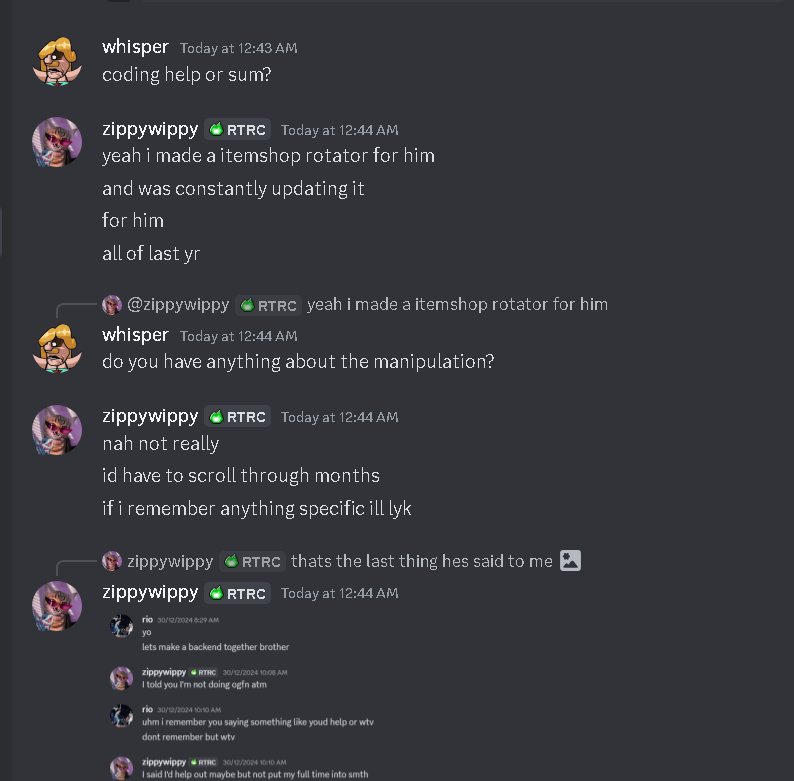 whisper Today at 12:43 AM
coding help or sum?
zippywippy RTRC Today at 12:44 AM
yeah i made a itemshop rotator for him
and was constantly updating it
for him
all of last yr
@zippywippy RTRC yeah i made a itemshop rotator for him
whisper Today at 12:44 AM
do you have anything about the manipulation?
zippywippy RTRC Today at 12:44 AM
nah not really
id have to scroll through months
if i remember anything specific ill lyk
zippywippy RTRC thats the last thing hes said to me
zippywippy RTRC Today at 12:44 AM
rio 30/12/2024 8:29 AM
yo
lets make a backend together brother
zippywippy RTRC 30/12/2024 10:08 AM
I told you I'm not doing ogfn atm
rio 30/12/2024 10:10 AM
uhm i remember you saying something like youd help or wtv
dont remember but wtv
zippywippy RTRC 30/12/2024 10:10 AM
I said I'd help out maybe but not put my full time into smth